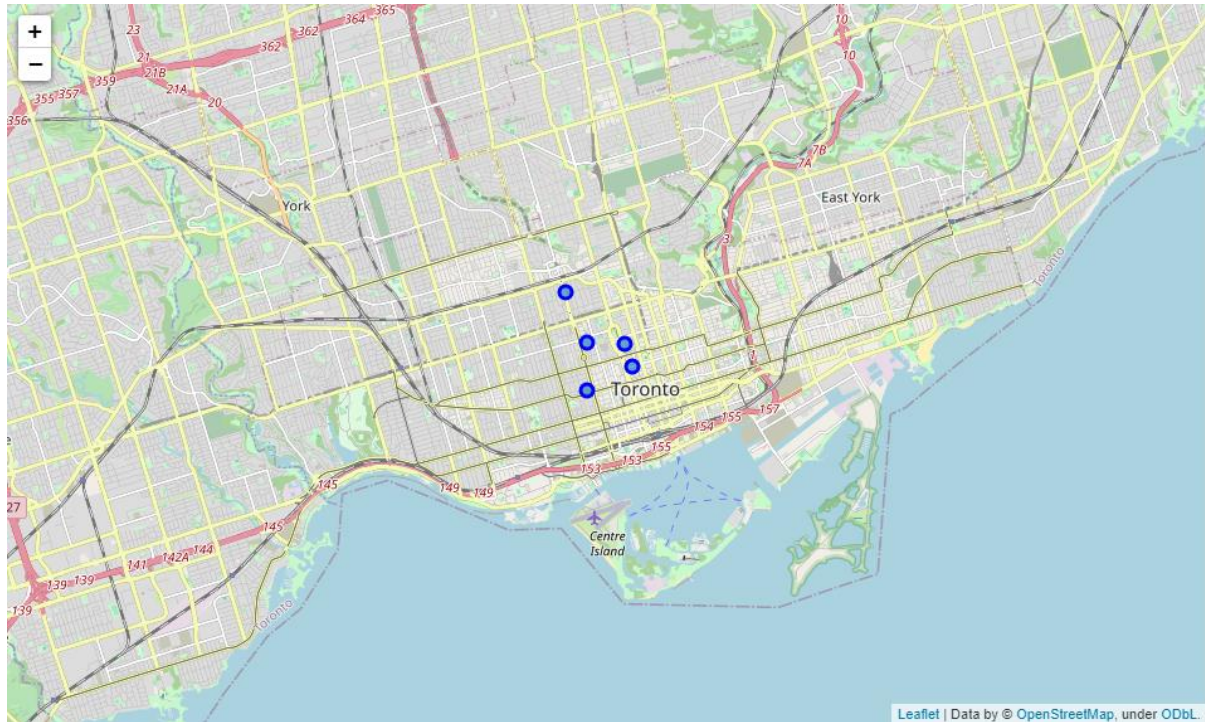 +
−
23
364
365
362
362
21
359
21B
355
357
21A
20
356
10
10
7B
7A
York
East York
3
1
Toronto
157
155
154
155
153
153
149
149
145
145
27
144
142A
141
139
139
139
Centre
Island
Toronto
Toronto
Leaflet | Data by © OpenStreetMap, under ODbL.